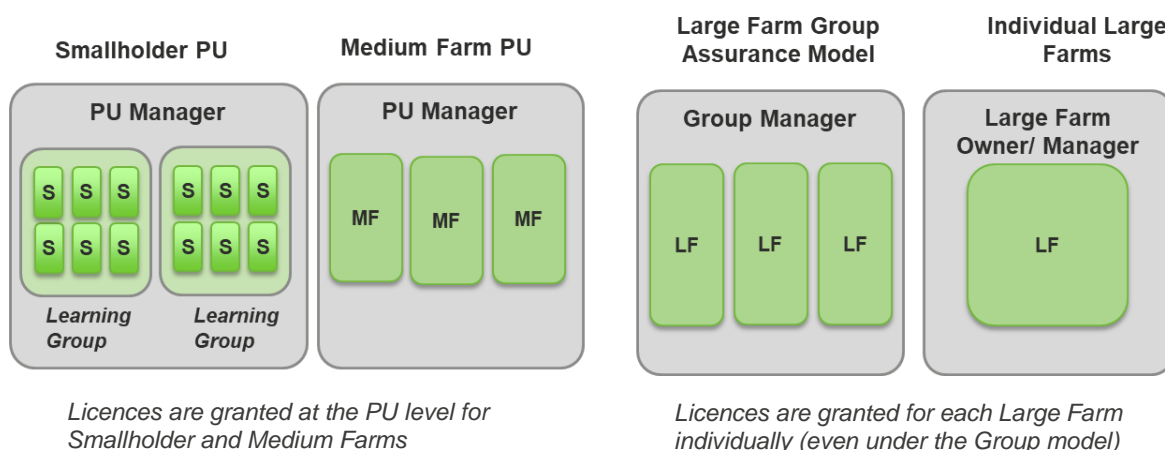 Smallholder PU
Medium Farm PU
Large Farm Group
Assurance Model
Individual Large
Farms
PU Manager
PU Manager
Group Manager
Large Farm
Owner/ Manager
S S S S S S
S S S S S S
MF MF MF
LF LF LF
LF
Learning
Group
Learning
Group
Licences are granted at the PU level for
Smallholder and Medium Farms
Licences are granted for each Large Farm
individually (even under the Group model)